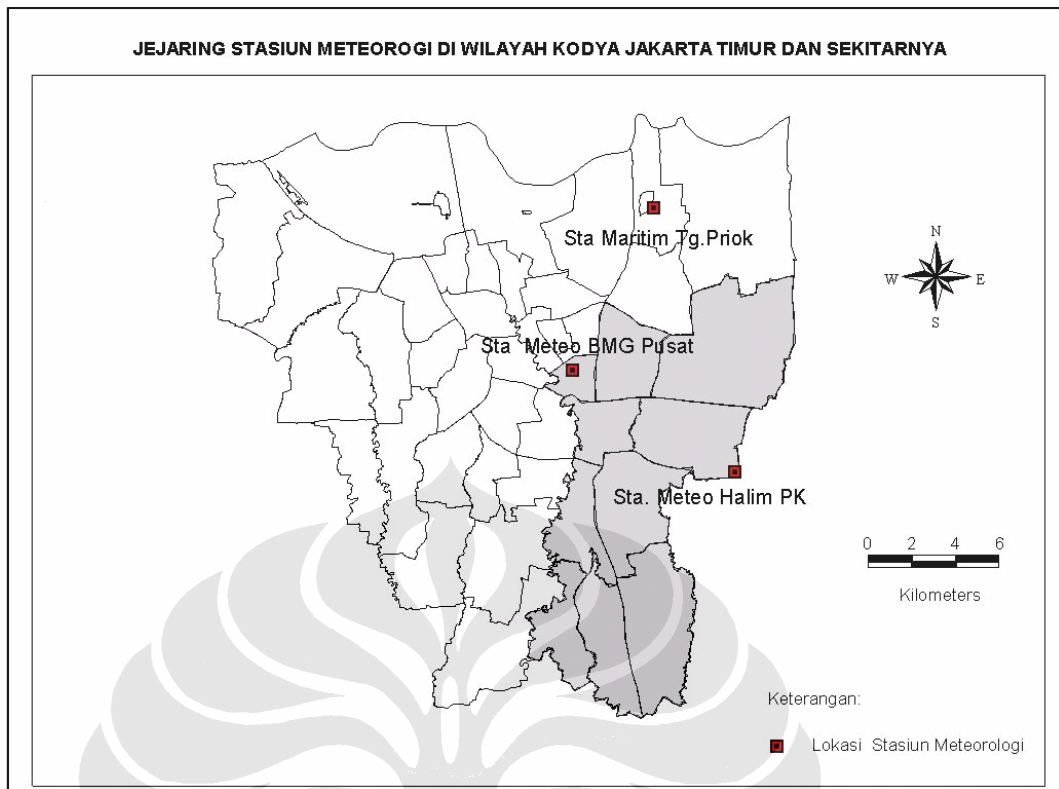 JEJARING STASIUN METEOROGI DI WILAYAH KODYA JAKARTA TIMUR DAN SEKITARNYA
Sta Maritim Tg.Priok
N
W E
S
Sta Meteo BMG Pusat
Sta. Meteo Halim PK
0 2 4 6
Kilometers
Keterangan:
Lokasi Stasiun Meteorologi